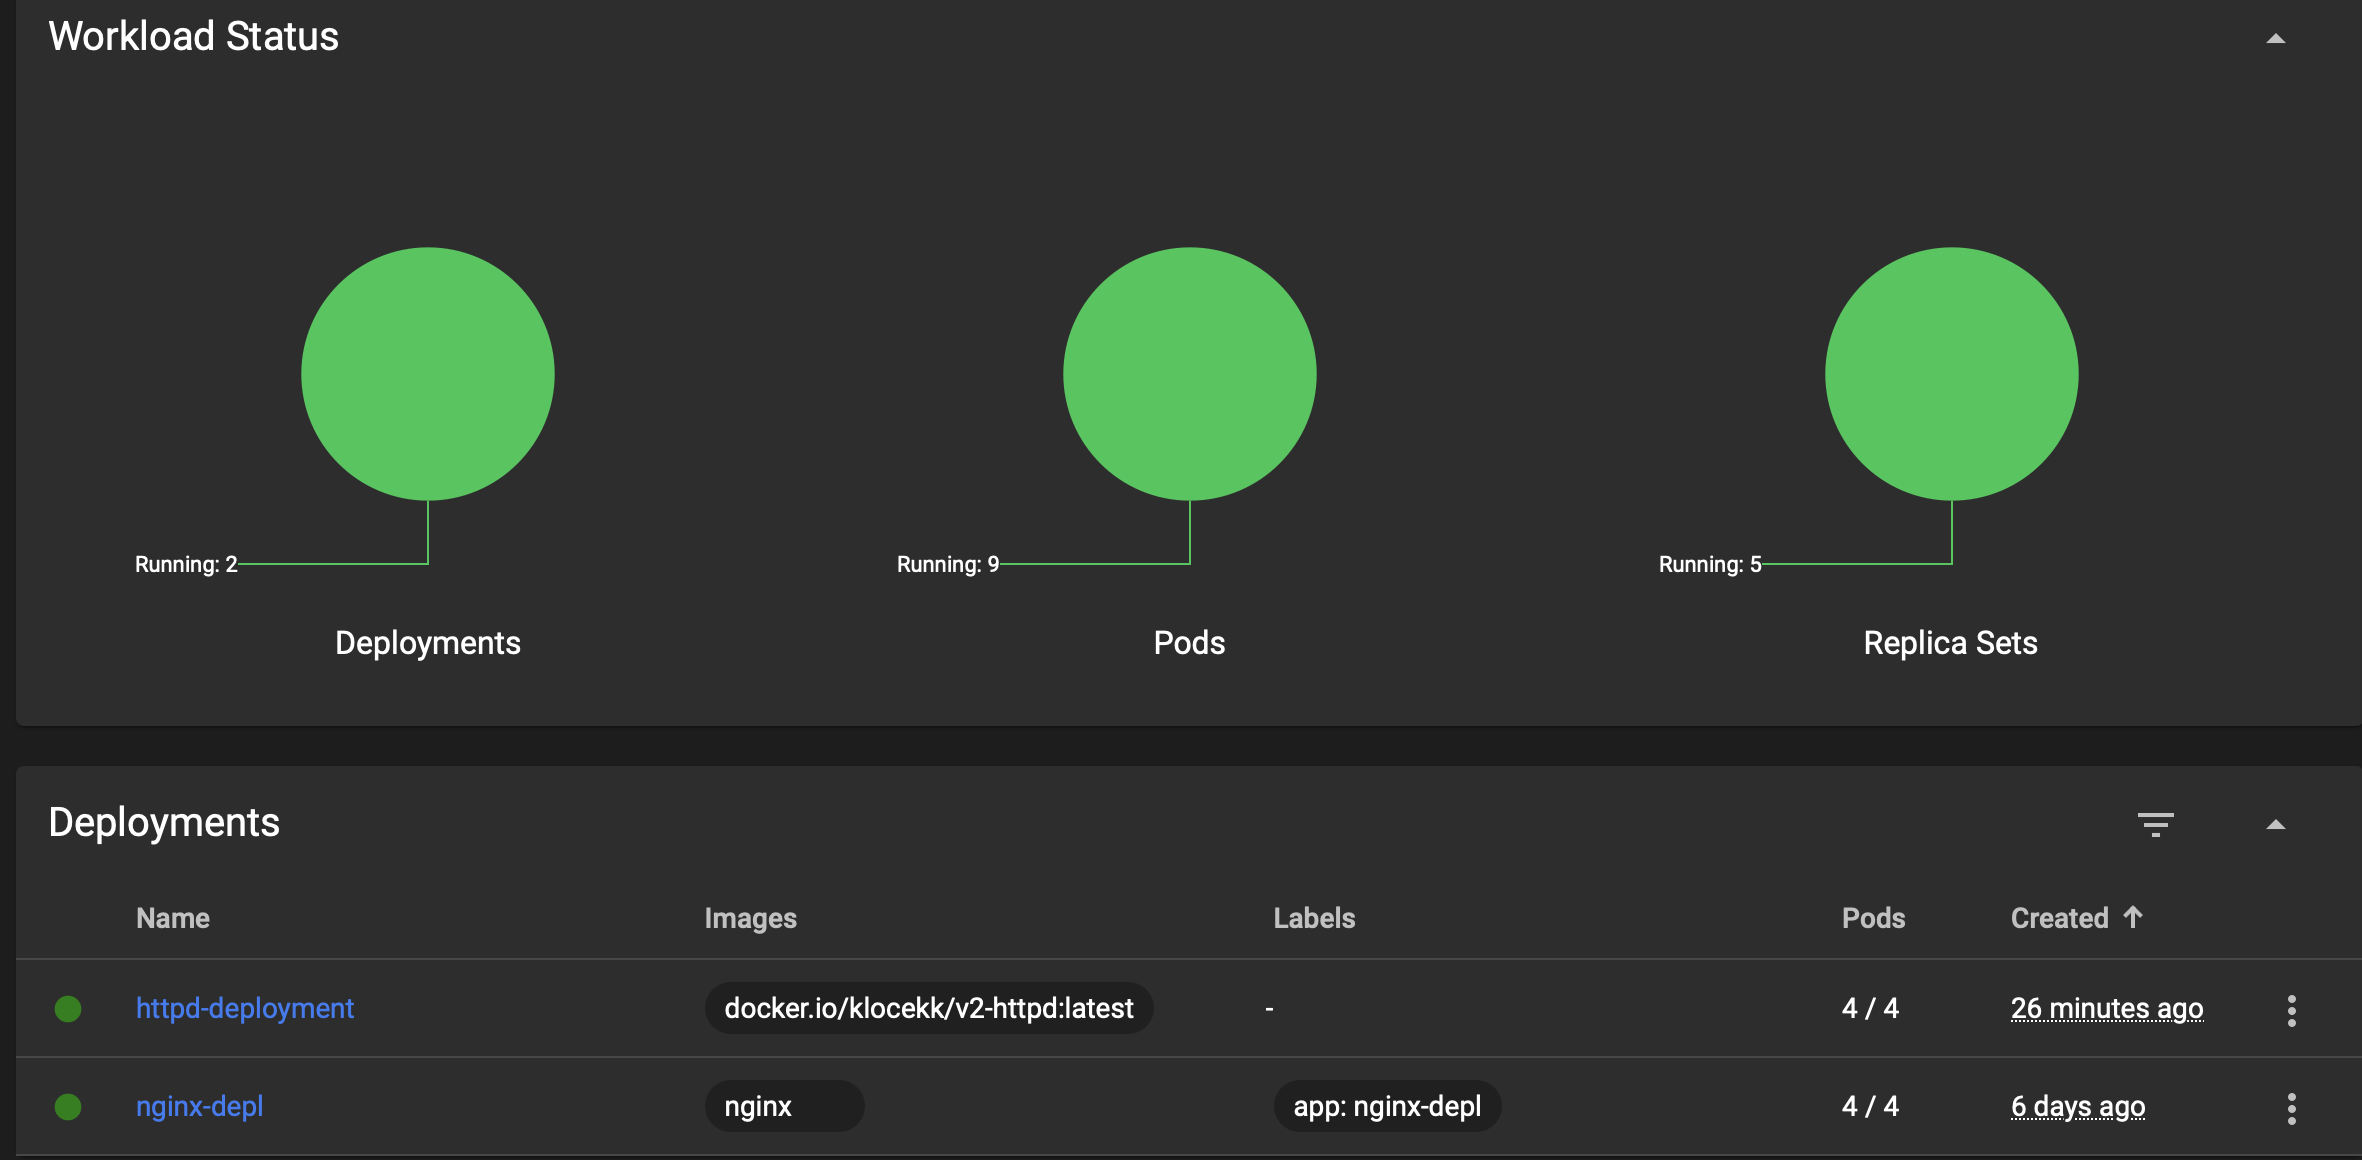 Workload Status
Running: 2
Running: 9
Running: 5
Deployments
Pods
Replica Sets
Deployments
Name Images Labels Pods Created
httpd-deployment docker.io/klocekk/v2-httpd:latest - 4 / 4 26 minutes ago
nginx-depl nginx app: nginx-depl 4 / 4 6 days ago